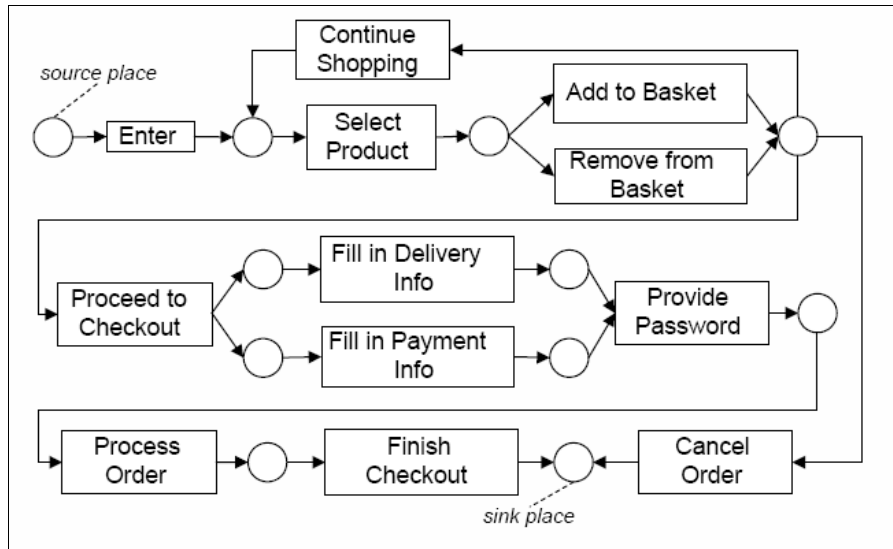 Continue
Shopping
source place
Enter
Select
Product
Add to Basket
Remove from
Basket
Proceed to
Checkout
Fill in Delivery
Info
Fill in Payment
Info
Provide
Password
Process
Order
Finish
Checkout
Cancel
Order
sink place